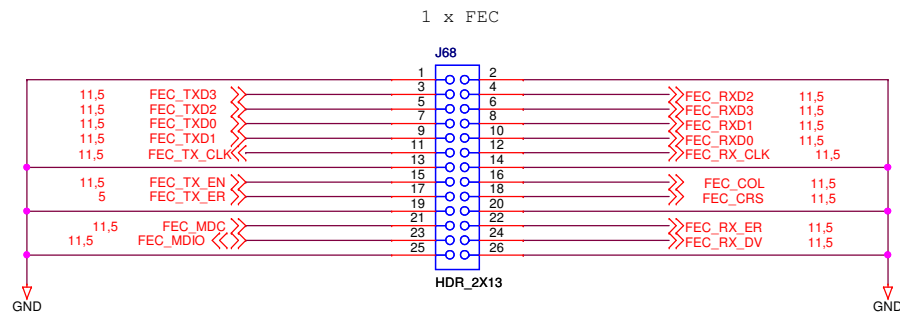 1 x FEC
J68
1 2
11,5 FEC_TXD3 3 4 FEC_RXD2 11,5
11,5 FEC_TXD2 5 6 FEC_RXD3 11,5
11,5 FEC_TXD0 7 8 FEC_RXD1 11,5
11,5 FEC_TXD1 9 10 FEC_RXD0 11,5
11,5 FEC_TX_CLK 11 12 FEC_RX_CLK 11,5
13 14
11,5 FEC_TX_EN 15 16 FEC_COL 11,5
5 FEC_TX_ER 17 18 FEC_CRS 11,5
19 20
11,5 FEC_MDC 21 22 FEC_RX_ER 11,5
11,5 FEC_MDIO 23 24 FEC_RX_DV 11,5
25 26
HDR_2X13
GND GND